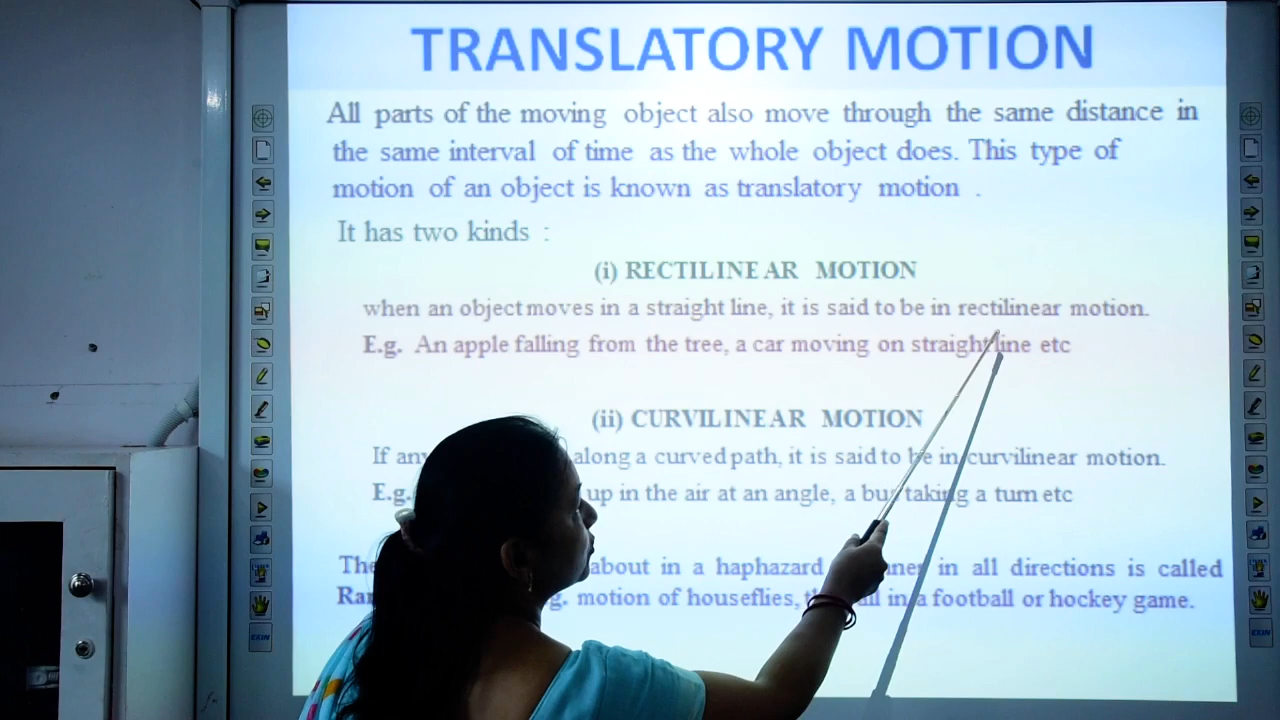 TRANSLATORY MOTION
All parts of the moving object also move through the same distance in
the same interval of time as the whole object does. This type of
motion of an object is known as translatory motion .
It has two kinds :
(i) RECTILINEAR MOTION
when an object moves in a straight line, it is said to be in rectilinear motion.
E.g. An apple falling from the tree, a car moving on straight line etc
(ii) CURVILINEAR MOTION
If any along a curved path, it is said to be in curvilinear motion.
E.g. up in the air at an angle, a bus taking a turn etc
The about in a haphazard in all directions is called
motion of houseflies, in a football or hockey game.